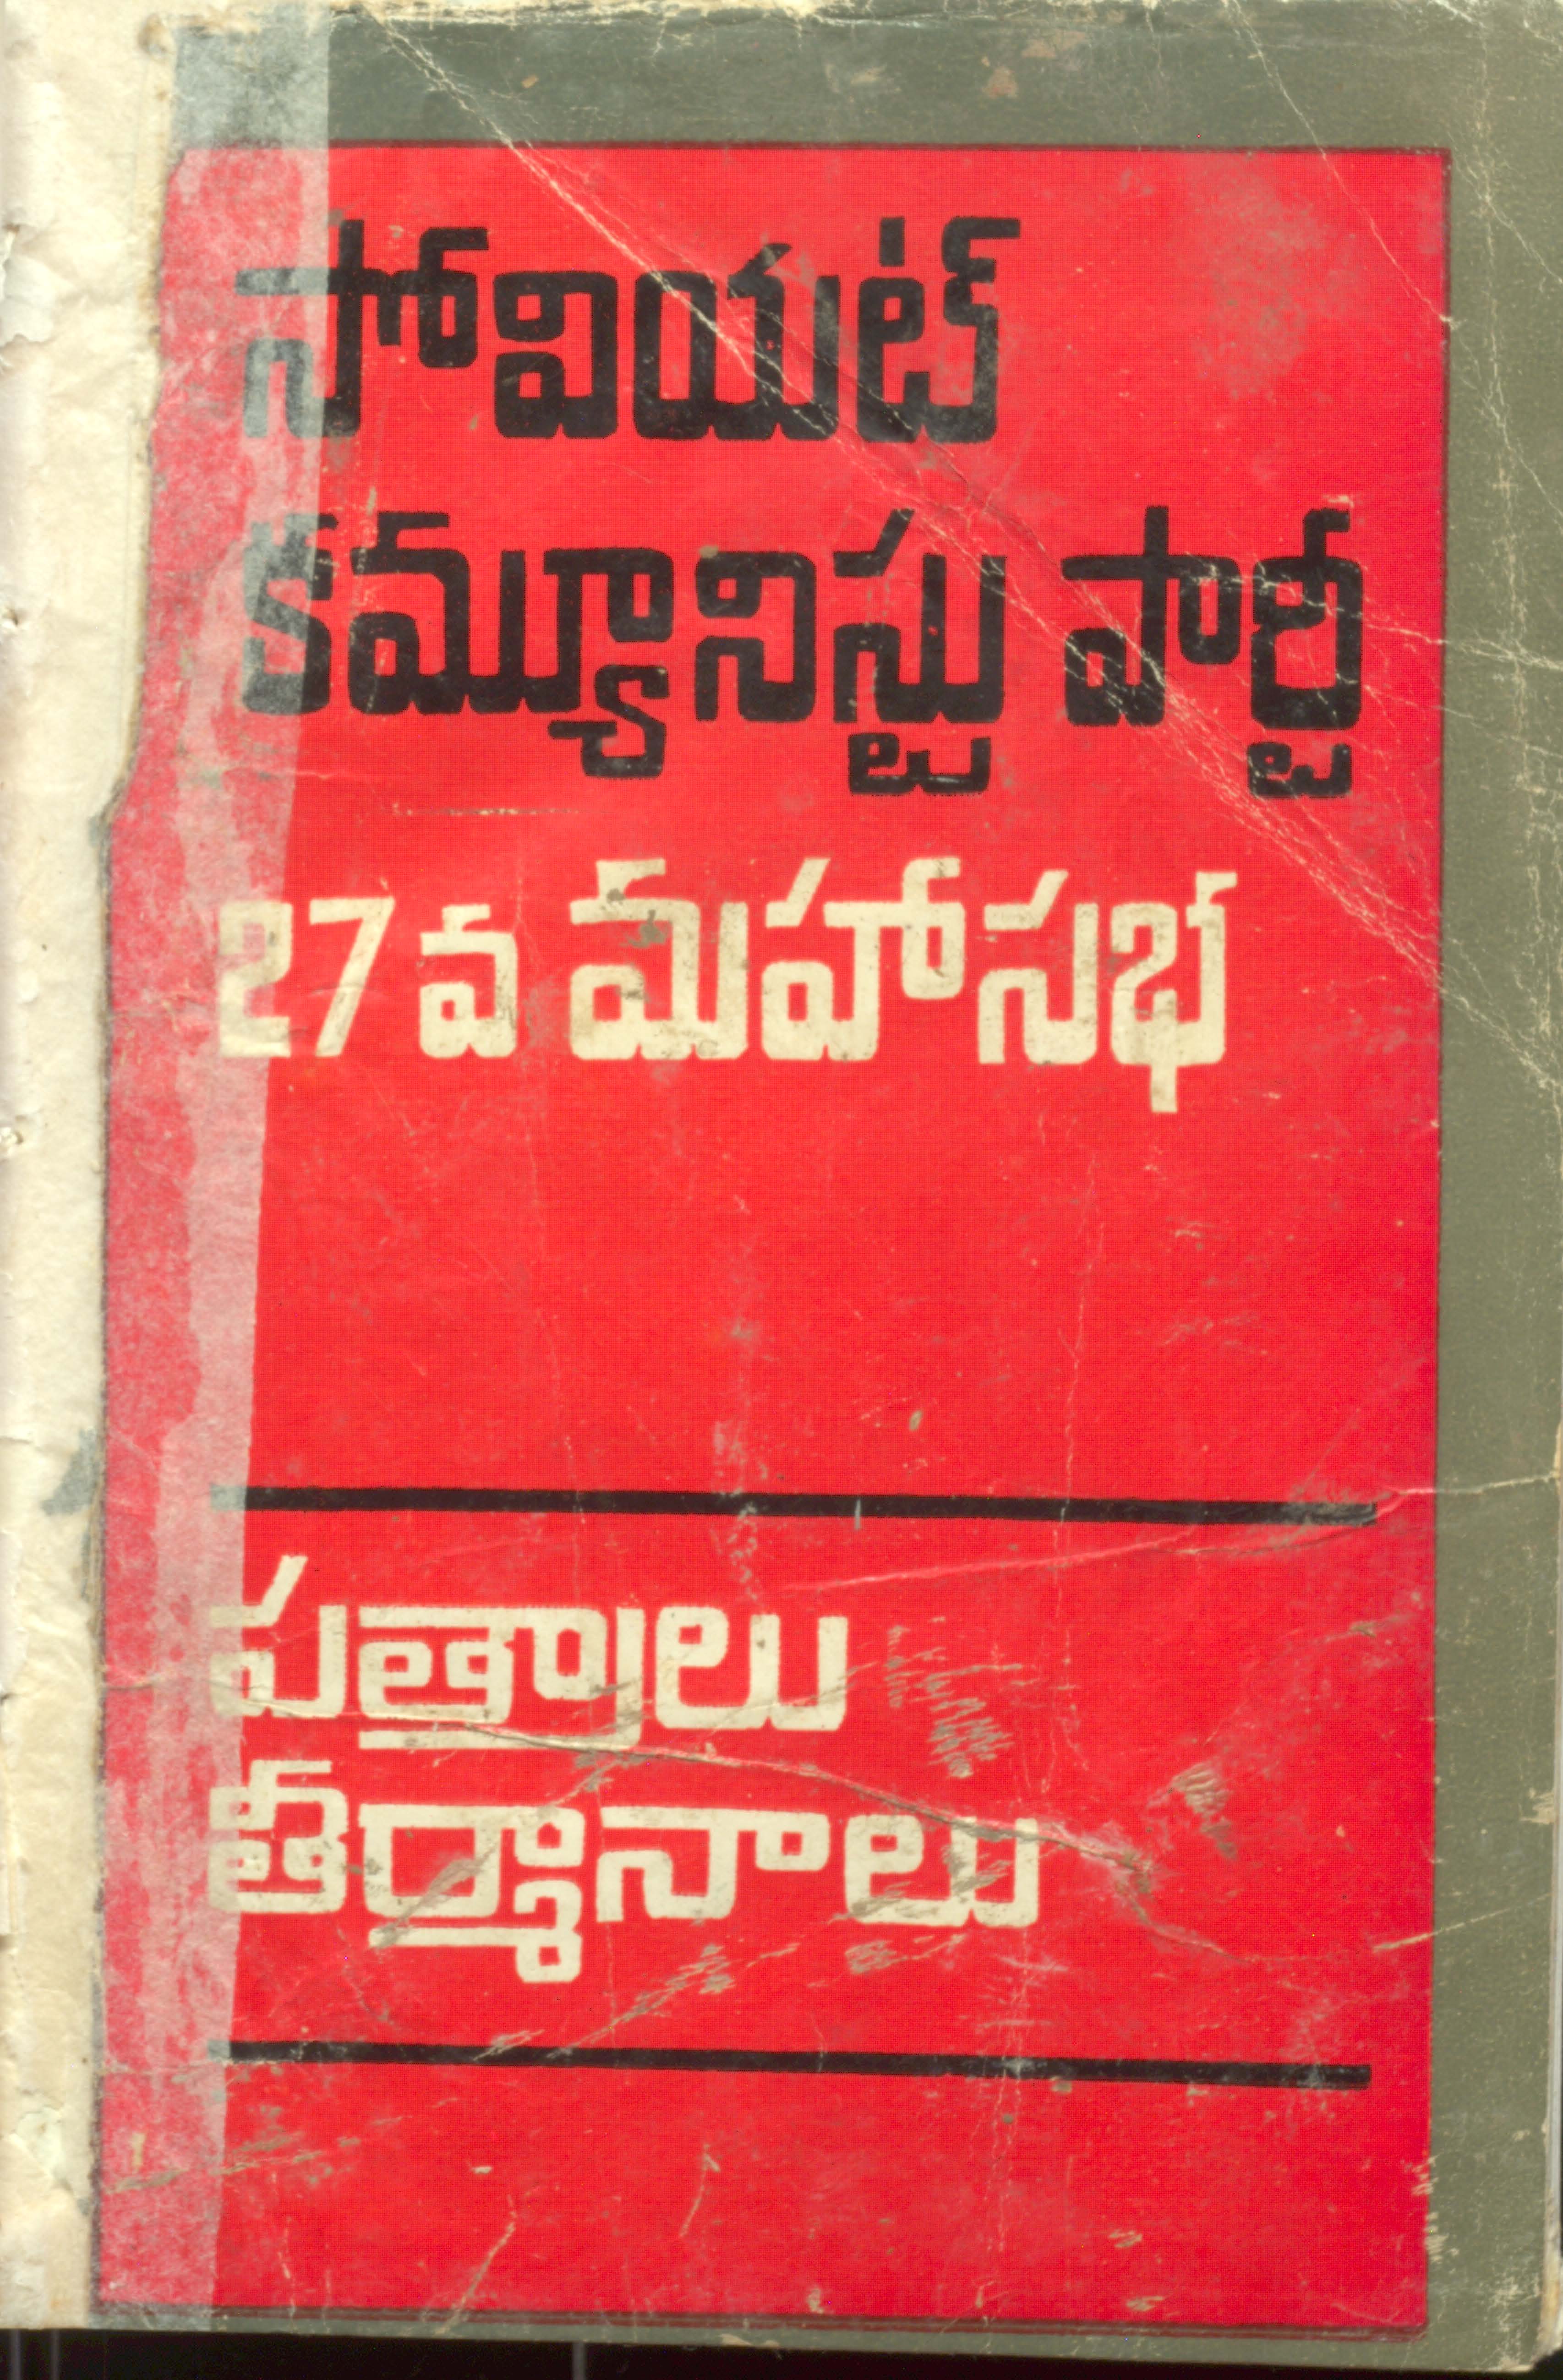 సోవియట్
కమ్యూనిస్టు పార్టీ
27 వ మహాసభ
పత్రాలు
తీర్మానాలు